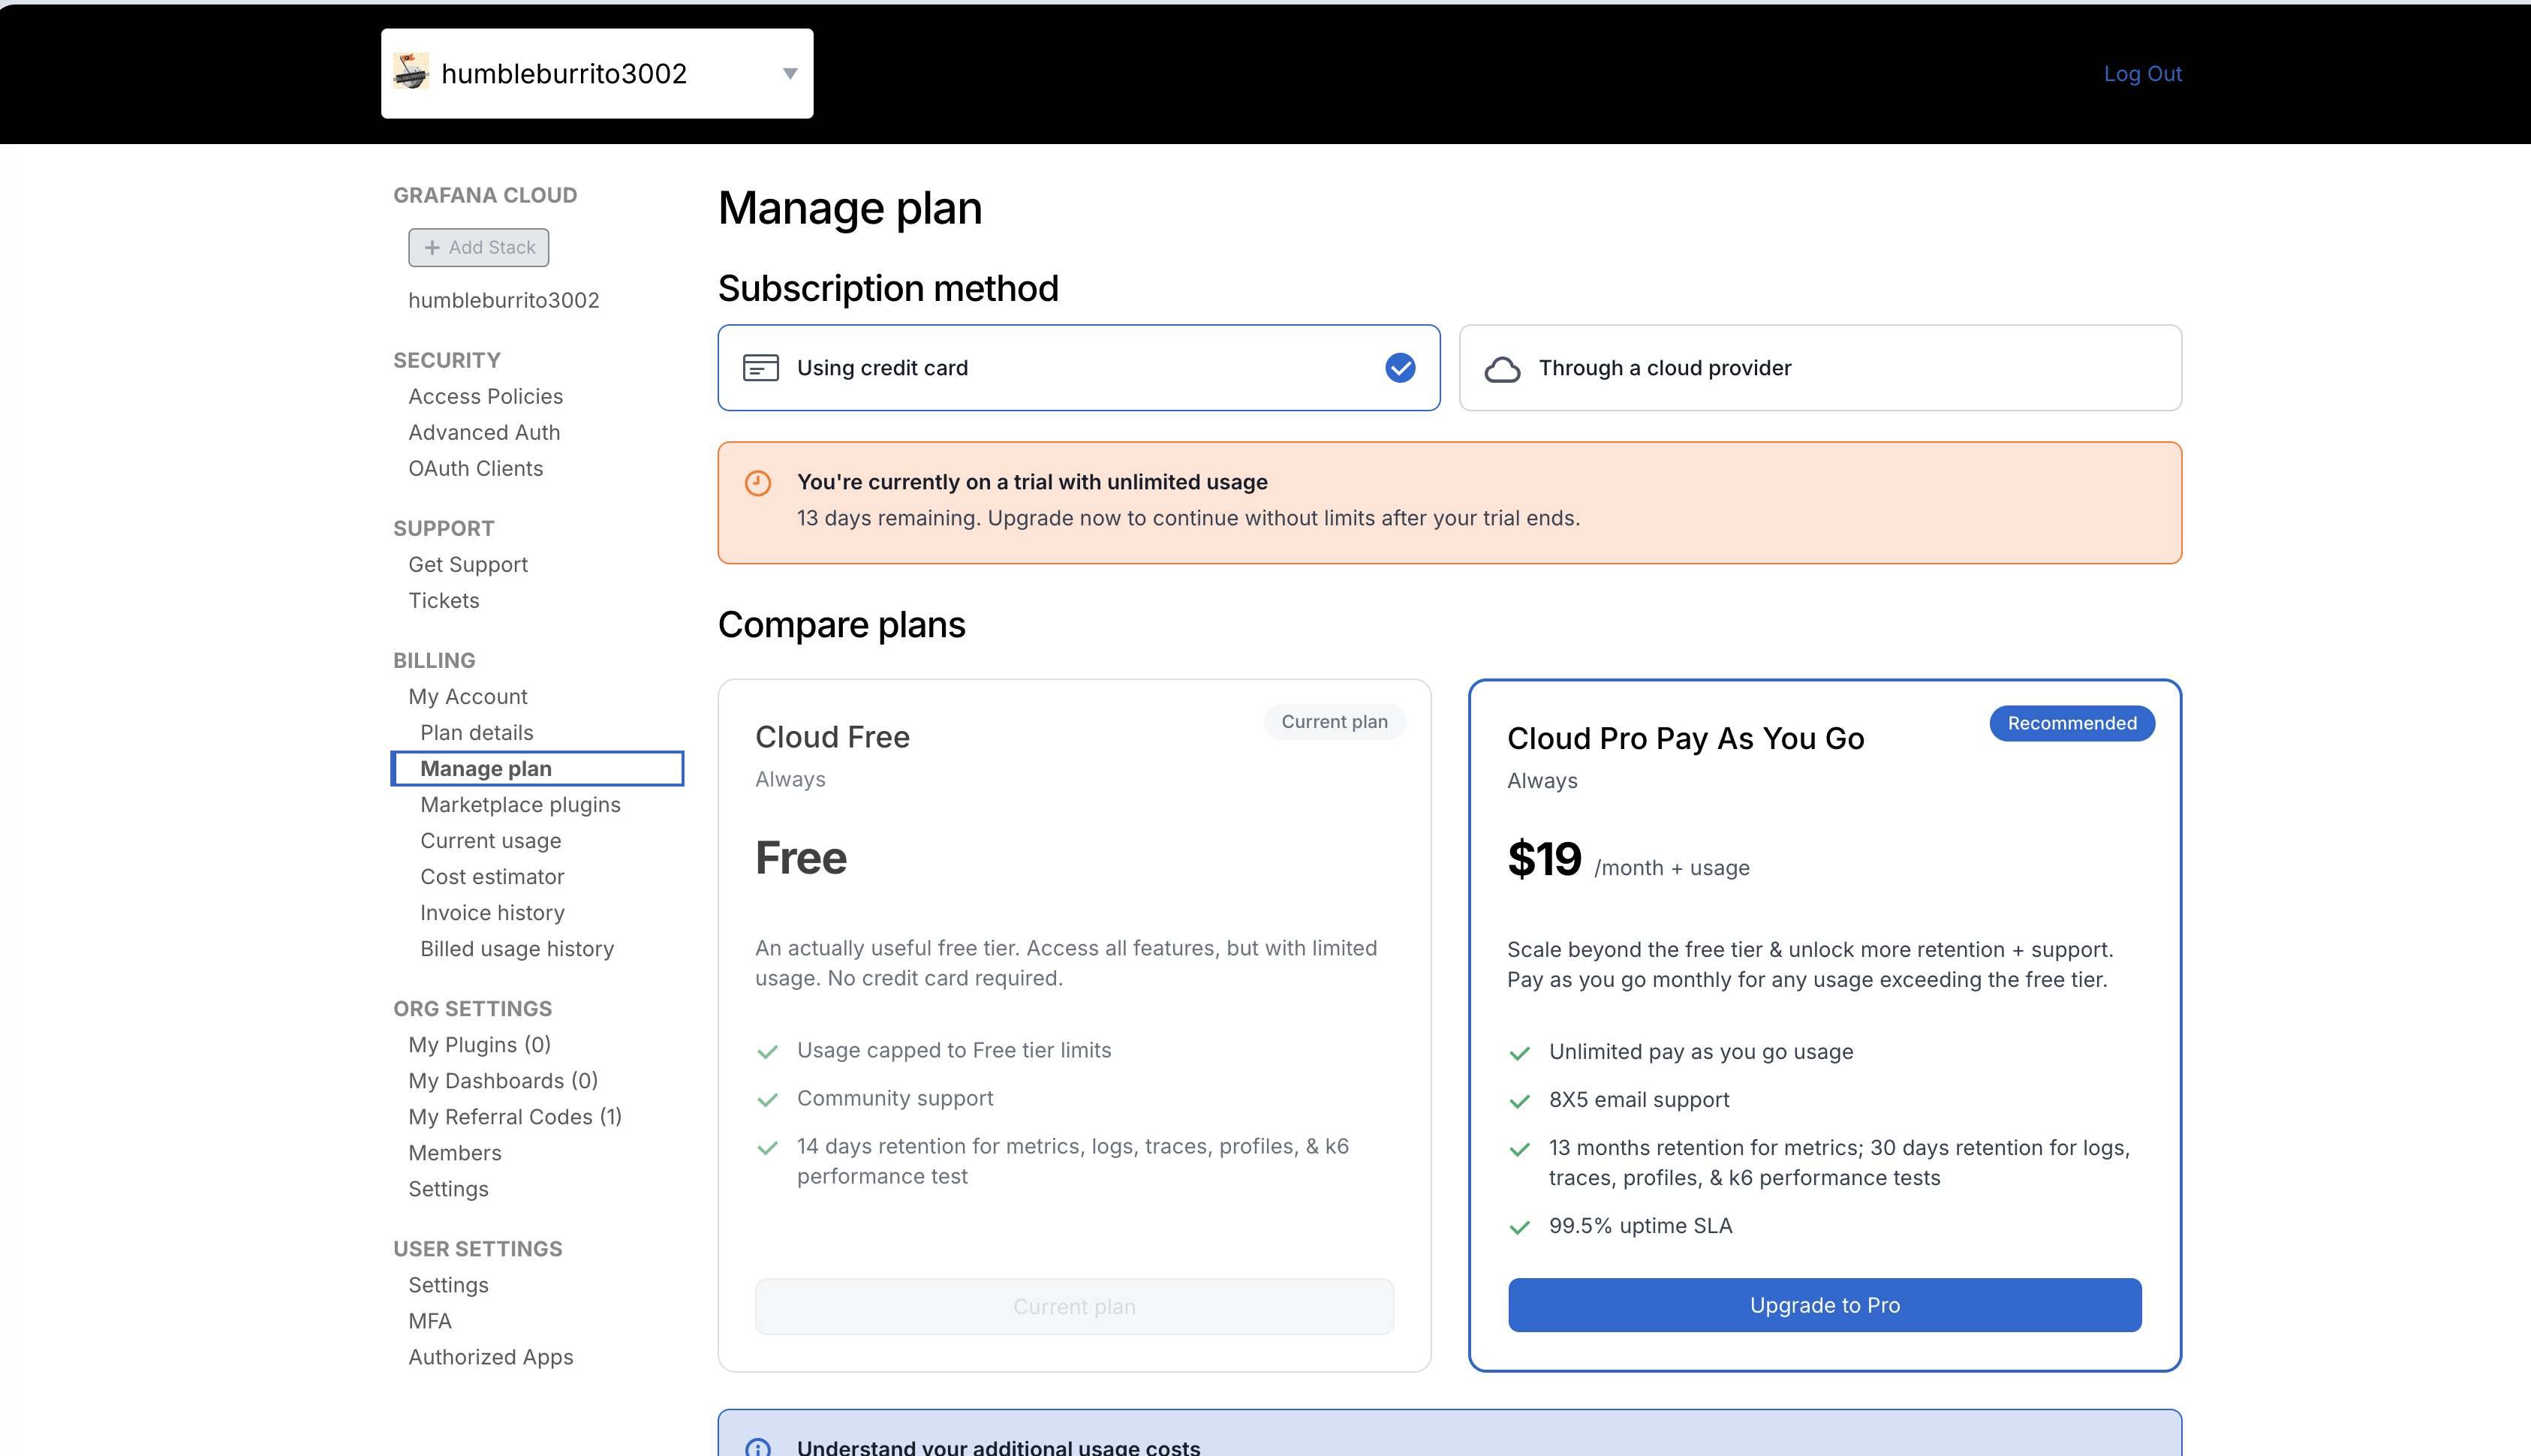 humbleburrito3002
Log Out
GRAFANA CLOUD
+ Add Stack
humbleburrito3002
SECURITY
Access Policies
Advanced Auth
OAuth Clients
SUPPORT
Get Support
Tickets
BILLING
My Account
Plan details
Manage plan
Marketplace plugins
Current usage
Cost estimator
Invoice history
Billed usage history
ORG SETTINGS
My Plugins (0)
My Dashboards (0)
My Referral Codes (1)
Members
Settings
USER SETTINGS
Settings
MFA
Authorized Apps
Manage plan
Subscription method
Using credit card
Through a cloud provider
You're currently on a trial with unlimited usage
13 days remaining. Upgrade now to continue without limits after your trial ends.
Compare plans
Cloud Free
Current plan
Always
Free
An actually useful free tier. Access all features, but with limited
usage. No credit card required.
Usage capped to Free tier limits
Community support
14 days retention for metrics, logs, traces, profiles, & k6
performance test
Current plan
Cloud Pro Pay As You Go
Recommended
Always
$19 /month + usage
Scale beyond the free tier & unlock more retention + support.
Pay as you go monthly for any usage exceeding the free tier.
Unlimited pay as you go usage
8X5 email support
13 months retention for metrics; 30 days retention for logs,
traces, profiles, & k6 performance tests
99.5% uptime SLA
Upgrade to Pro
Understand your additional usage costs